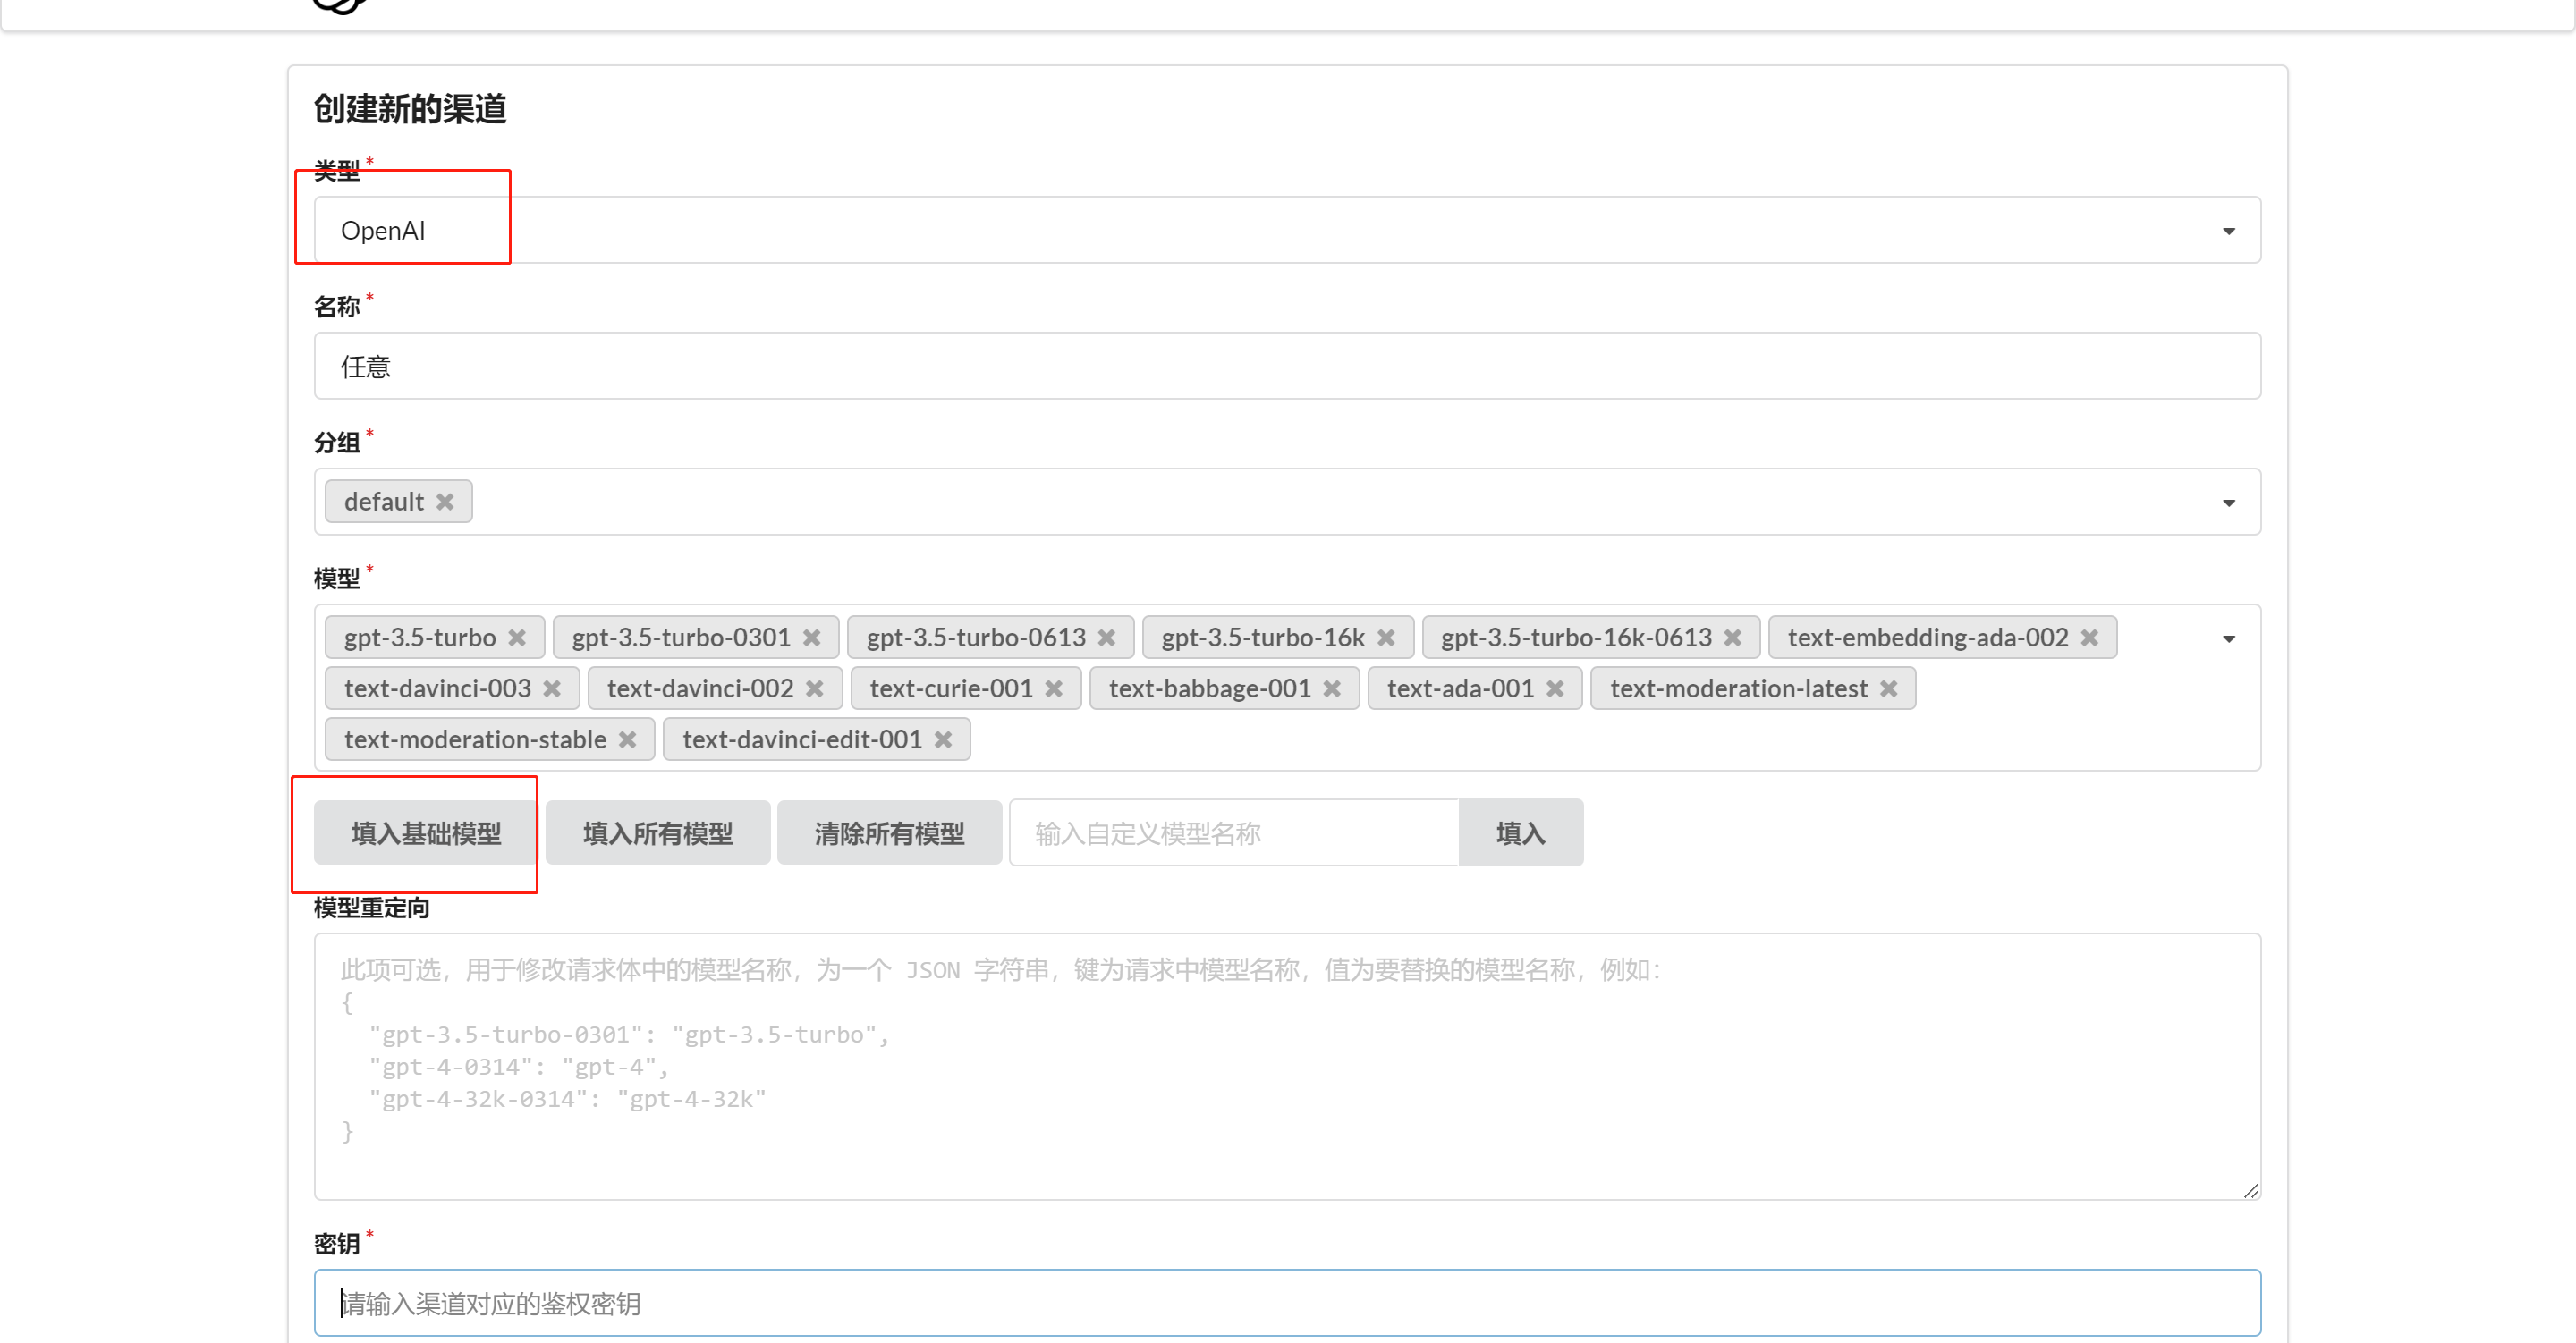 创建新的渠道
类型 *
OpenAI
名称 *
任意
分组 *
default
模型 *
gpt-3.5-turbo gpt-3.5-turbo-0301 gpt-3.5-turbo-0613 gpt-3.5-turbo-16k gpt-3.5-turbo-16k-0613 text-embedding-ada-002
text-davinci-003 text-davinci-002 text-curie-001 text-babbage-001 text-ada-001 text-moderation-latest
text-moderation-stable text-davinci-edit-001
填入基础模型 填入所有模型 清除所有模型 输入自定义模型名称 填入
模型重定向
此项可选，用于修改请求体中的模型名称，为一个 JSON 字符串，键为请求中模型名称，值为要替换的模型名称，例如：
{
"gpt-3.5-turbo-0301": "gpt-3.5-turbo",
"gpt-4-0314": "gpt-4",
"gpt-4-32k-0314": "gpt-4-32k"
}
密钥 *
请输入渠道对应的鉴权密钥